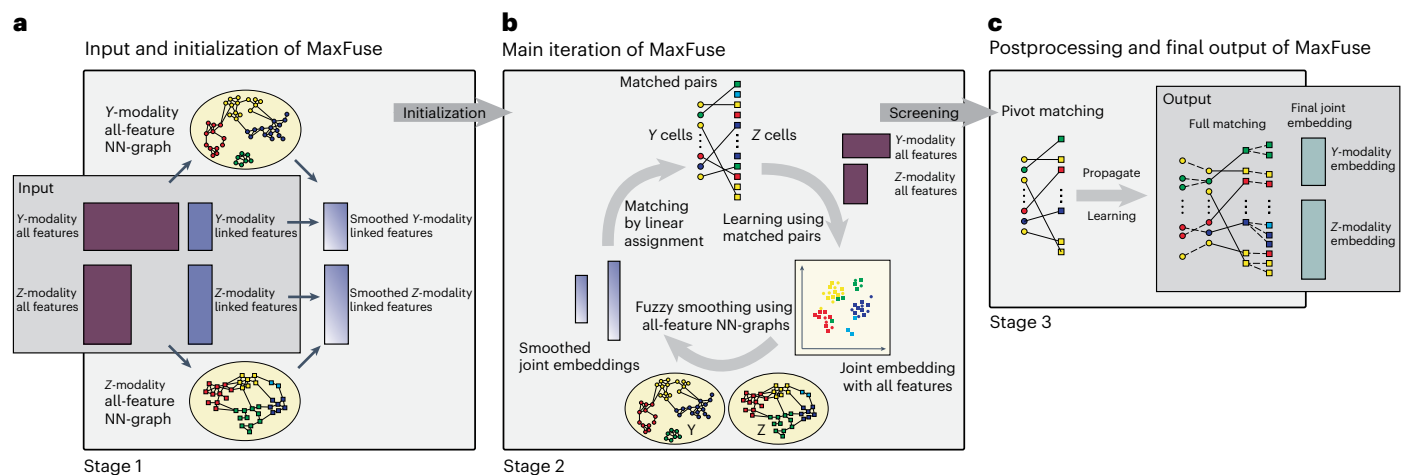 a
Input and initialization of MaxFuse
Y-modality
all-feature
NN-graph
Initialization
Input
Y-modality
all features
Y-modality
linked features
Smoothed Y-modality
linked features
Z-modality
all features
Z-modality
linked features
Smoothed Z-modality
linked features
Z-modality
all-feature
NN-graph
Stage 1
b
Main iteration of MaxFuse
Matched pairs
Y cells
Z cells
Screening
Y-modality
all features
Z-modality
all features
Matching
by linear
assignment
Learning using
matched pairs
Fuzzy smoothing using
all-feature NN-graphs
Smoothed
joint embeddings
Joint embedding
with all features
Y
Z
Stage 2
c
Postprocessing and final output of MaxFuse
Pivot matching
Propagate
Learning
Output
Full matching
Final joint
embedding
Y-modality
embedding
Z-modality
embedding
Stage 3